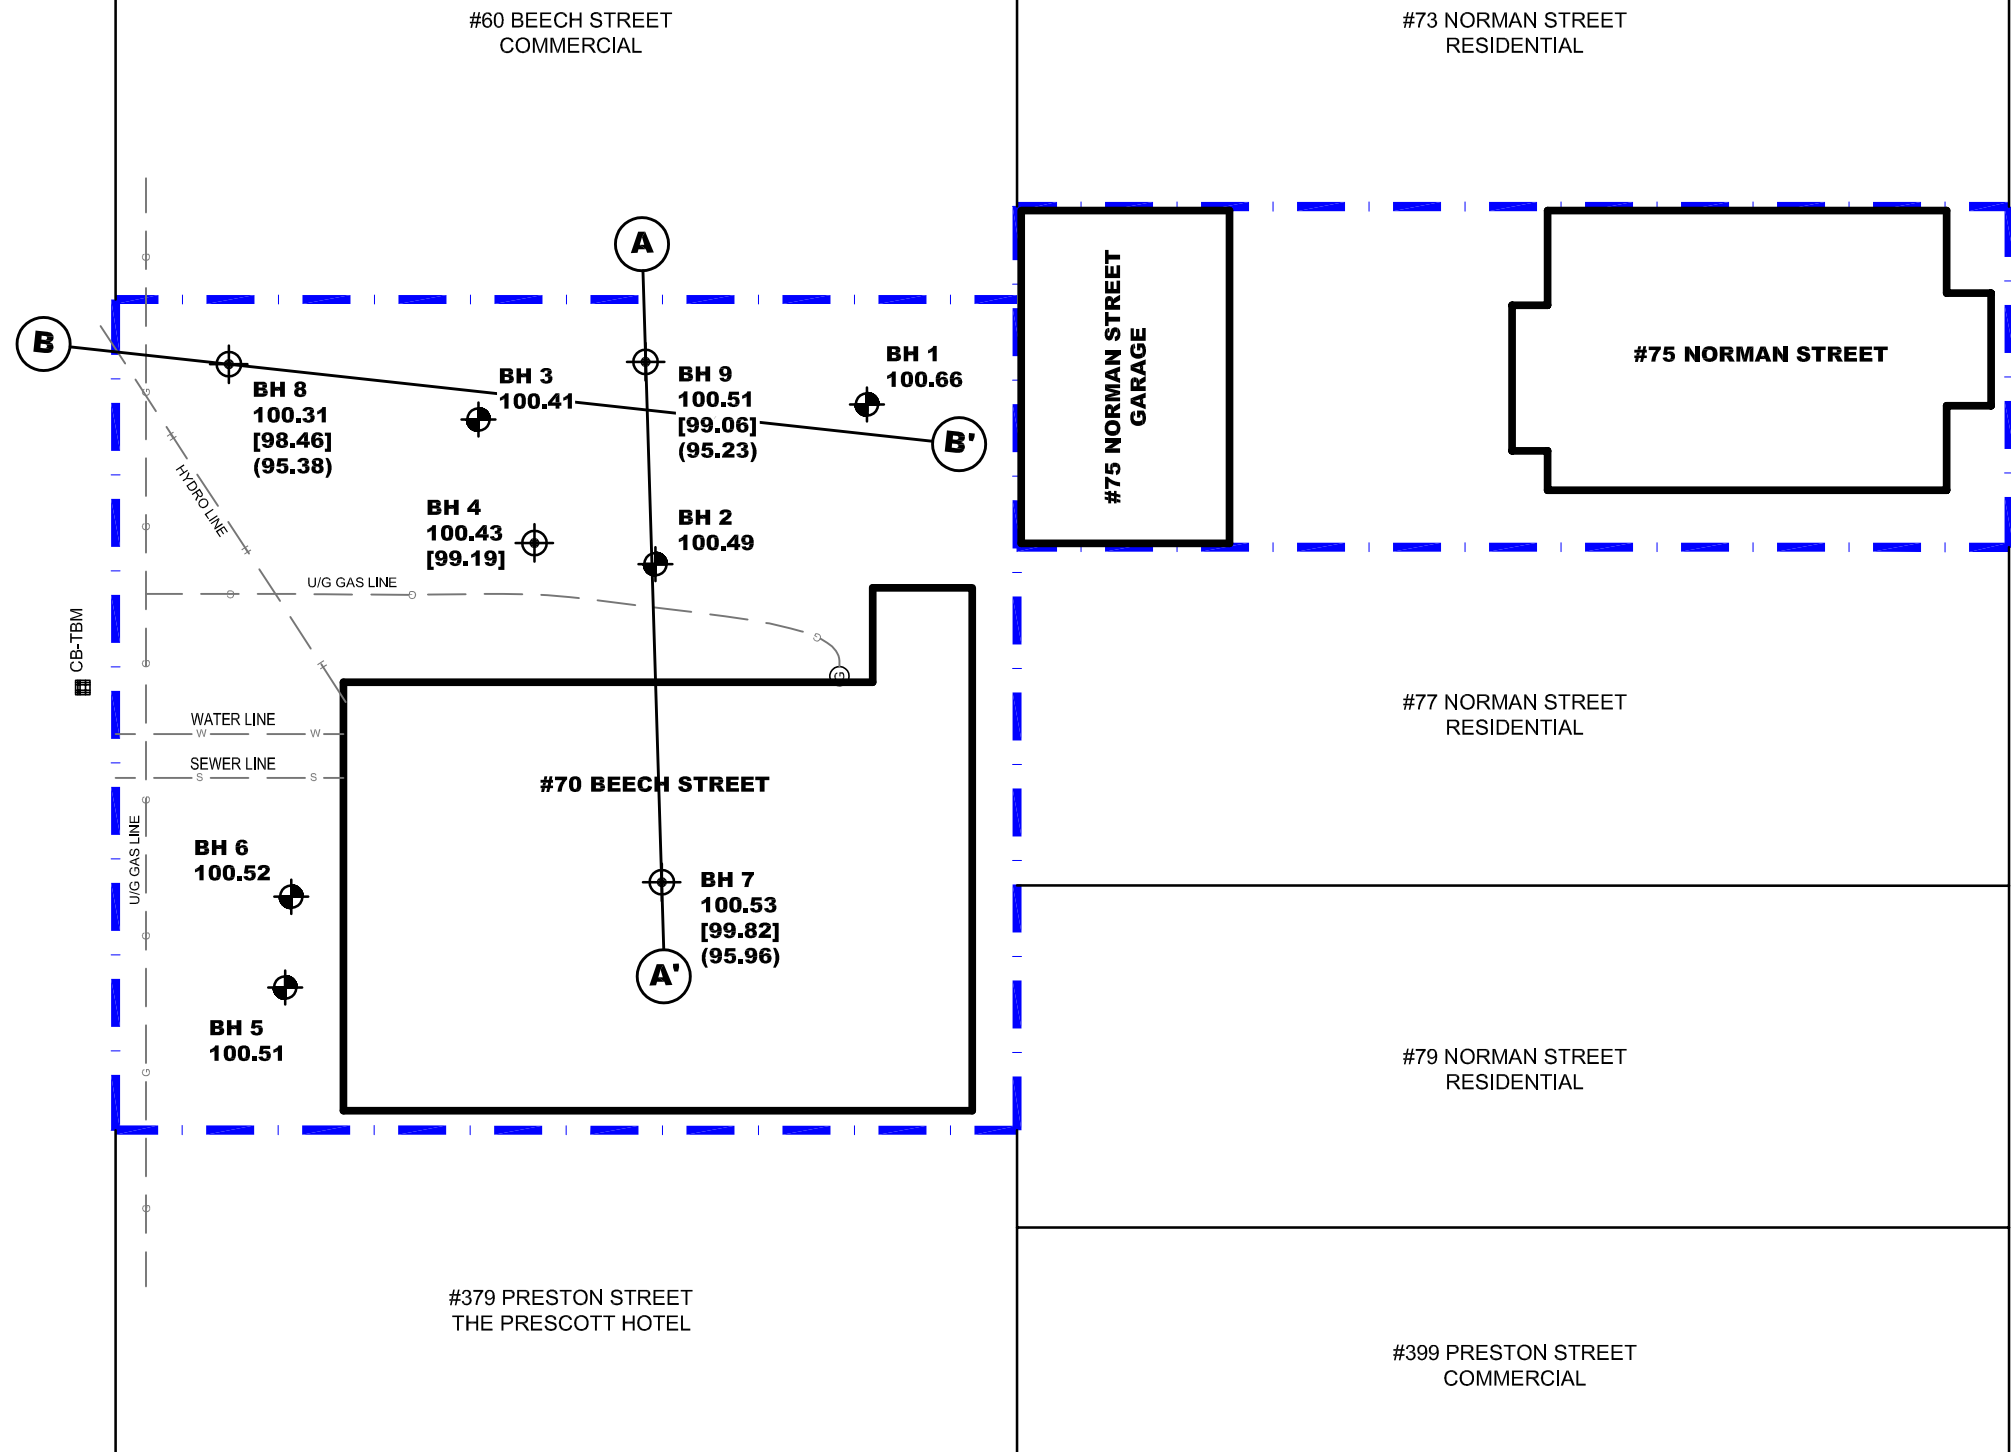 #60 BEECH STREET
COMMERCIAL
#73 NORMAN STREET
RESIDENTIAL
A
B
BH 8
100.31
[98.46]
(95.38)
BH 3
100.41
BH 9
100.51
[99.06]
(95.23)
BH 1
100.66
B'
#75 NORMAN STREET
GARAGE
#75 NORMAN STREET
HYDRO LINE
H
H
H
BH 4
100.43
[99.19]
BH 2
100.49
U/G GAS LINE
G
G
G
G
CB-TBM
WATER LINE
W
W
SEWER LINE
S
S
#70 BEECH STREET
#77 NORMAN STREET
RESIDENTIAL
U/G GAS LINE
G
G
G
G
G
G
G
G
BH 6
100.52
BH 7
100.53
[99.82]
(95.96)
A'
BH 5
100.51
#79 NORMAN STREET
RESIDENTIAL
#379 PRESTON STREET
THE PRESCOTT HOTEL
#399 PRESTON STREET
COMMERCIAL